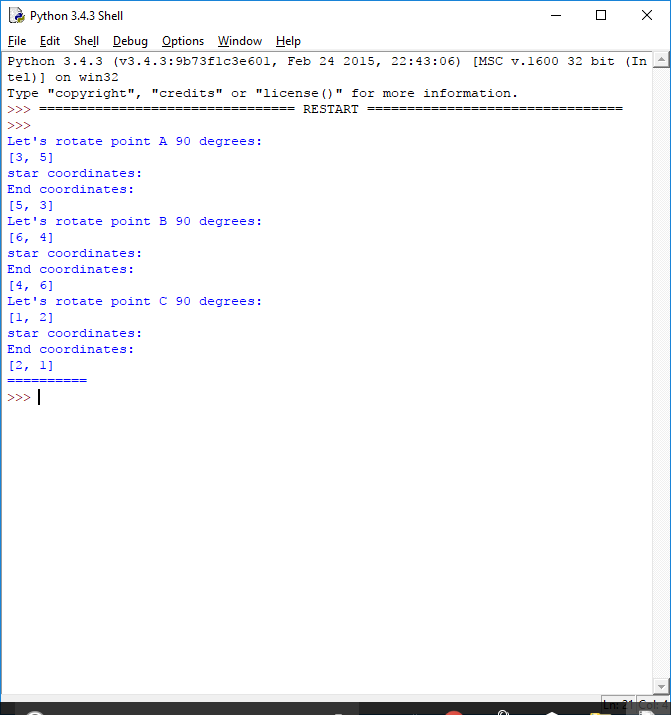 Python 3.4.3 Shell
File Edit Shell Debug Options Window Help
Python 3.4.3 (v3.4.3:9b73f1c3e601, Feb 24 2015, 22:43:06) [MSC v.1600 32 bit (In
tel)] on win32
Type "copyright", "credits" or "license()" for more information.
>>> ================================ RESTART ================================
>>>
Let's rotate point A 90 degrees:
[3, 5]
star coordinates:
End coordinates:
[5, 3]
Let's rotate point B 90 degrees:
[6, 4]
star coordinates:
End coordinates:
[4, 6]
Let's rotate point C 90 degrees:
[1, 2]
star coordinates:
End coordinates:
[2, 1]
==========
>>>
Ln: 21 Col: 4